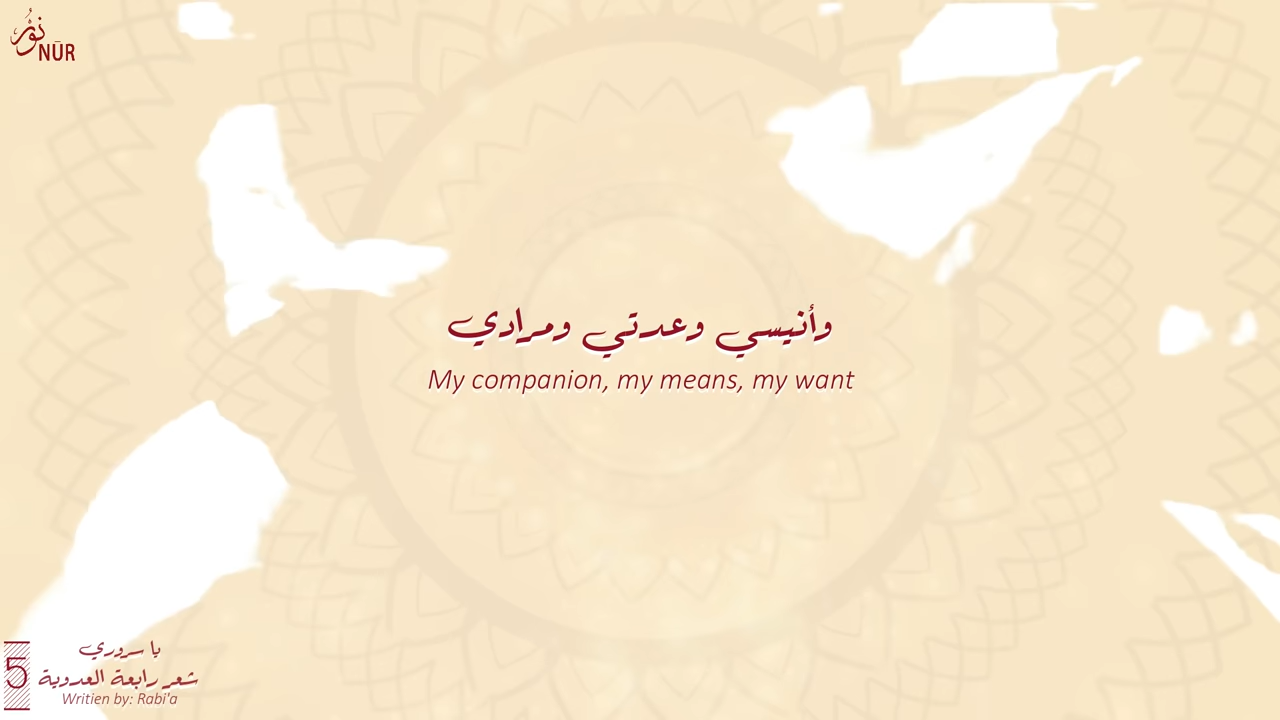 نور
NŪR
وأنيسي وعدتي ومرادي
My companion, my means, my want
5
يا سروري
شعر رابعة العدوية
Writien by: Rabi'a